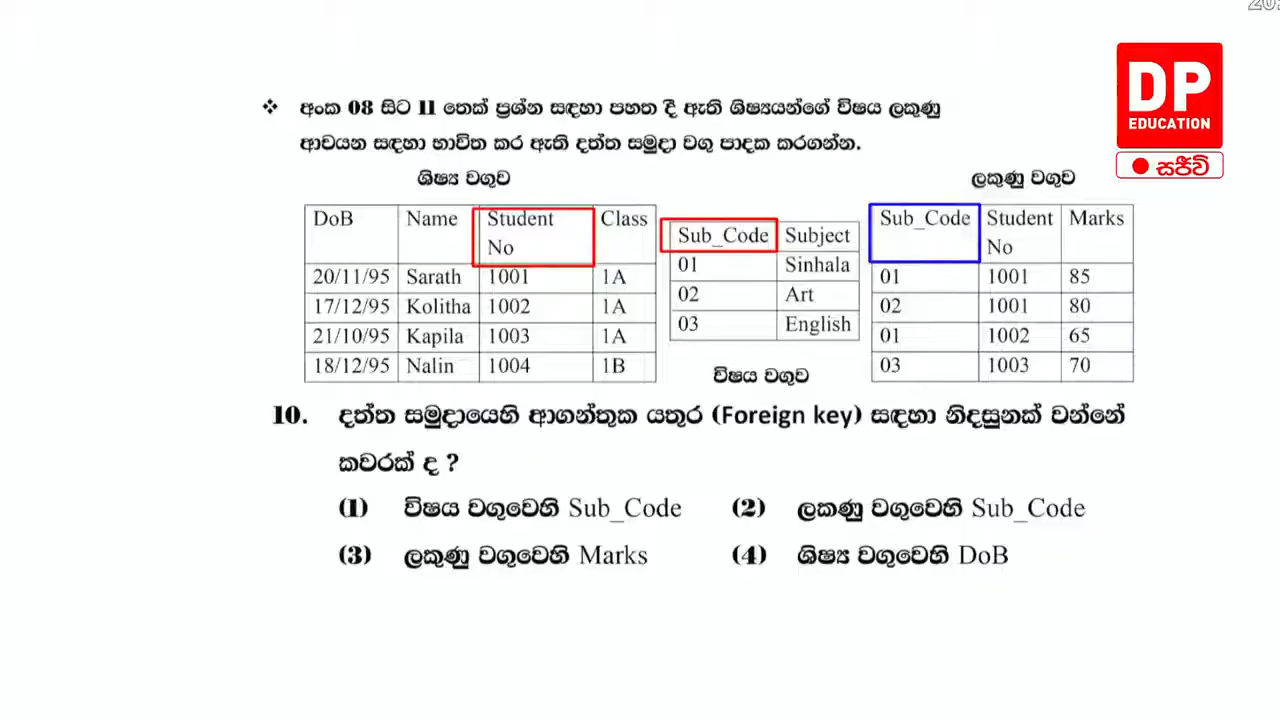 DP
EDUCATION
සජීවි
❖ අංක 08 සිට 11 තෙක් ප්‍රශ්න සඳහා පහත දී ඇති ශිෂ්‍යයන්ගේ විෂය ලකුණු
ආචයන සඳහා භාවිත කර ඇති දත්ත සමුදා වගු පාදක කරගන්න.
ශිෂ්‍ය වගුව
DoB Name Student No Class
20/11/95 Sarath 1001 1A
17/12/95 Kolitha 1002 1A
21/10/95 Kapila 1003 1A
18/12/95 Nalin 1004 1B
Sub_Code Subject
01 Sinhala
02 Art
03 English
විෂය වගුව
ලකුණු වගුව
Sub_Code Student No Marks
01 1001 85
02 1001 80
01 1002 65
03 1003 70
10. දත්ත සමුදායෙහි ආගන්තුක යතුර (Foreign key) සඳහා නිදසුනක් වන්නේ
කවරක් ද ?
(1) විෂය වගුවෙහි Sub_Code (2) ලකණු වගුවෙහි Sub_Code
(3) ලකුණු වගුවෙහි Marks (4) ශිෂ්‍ය වගුවෙහි DoB